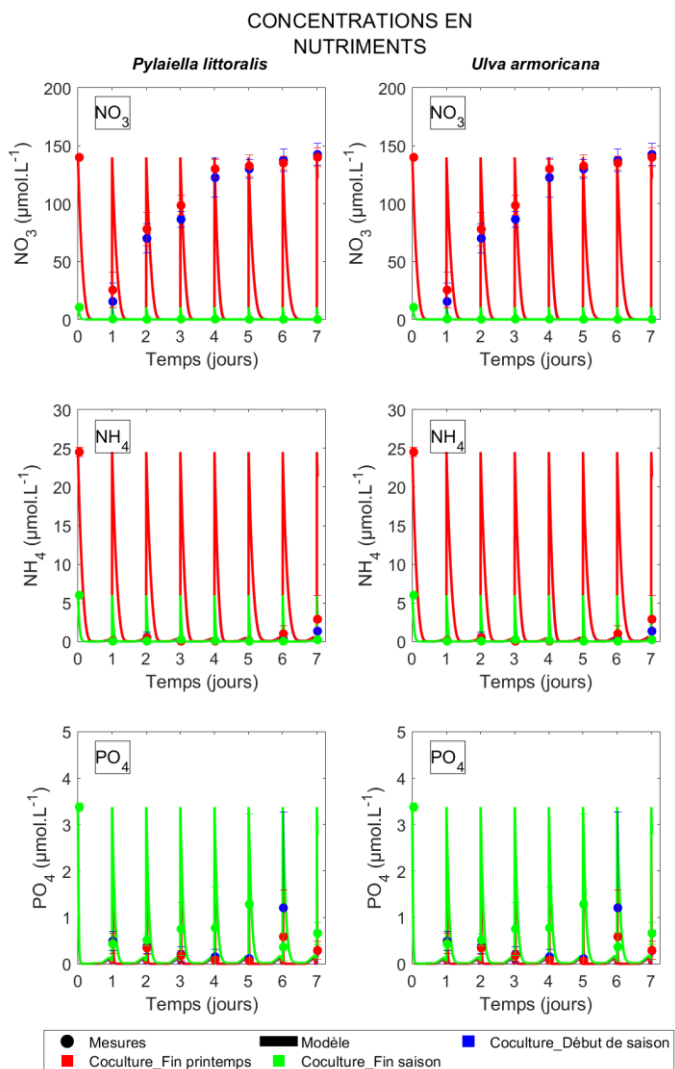 CONCENTRATIONS EN
NUTRIMENTS
Pylaiella littoralis
Ulva armoricana
200
150
100
50
0
NO3 (μmol.L-1)
NO3
0 1 2 3 4 5 6 7
Temps (jours)
200
150
100
50
0
NO3 (μmol.L-1)
NO3
0 1 2 3 4 5 6 7
Temps (jours)
30
25
20
15
10
5
0
NH4 (μmol.L-1)
NH4
0 1 2 3 4 5 6 7
Temps (jours)
30
25
20
15
10
5
0
NH4 (μmol.L-1)
NH4
0 1 2 3 4 5 6 7
Temps (jours)
5
4
3
2
1
0
PO4 (μmol.L-1)
PO4
0 1 2 3 4 5 6 7
Temps (jours)
5
4
3
2
1
0
PO4 (μmol.L-1)
PO4
0 1 2 3 4 5 6 7
Temps (jours)
Mesures Modèle Coculture_Début de saison
Coculture_Fin printemps Coculture_Fin saison